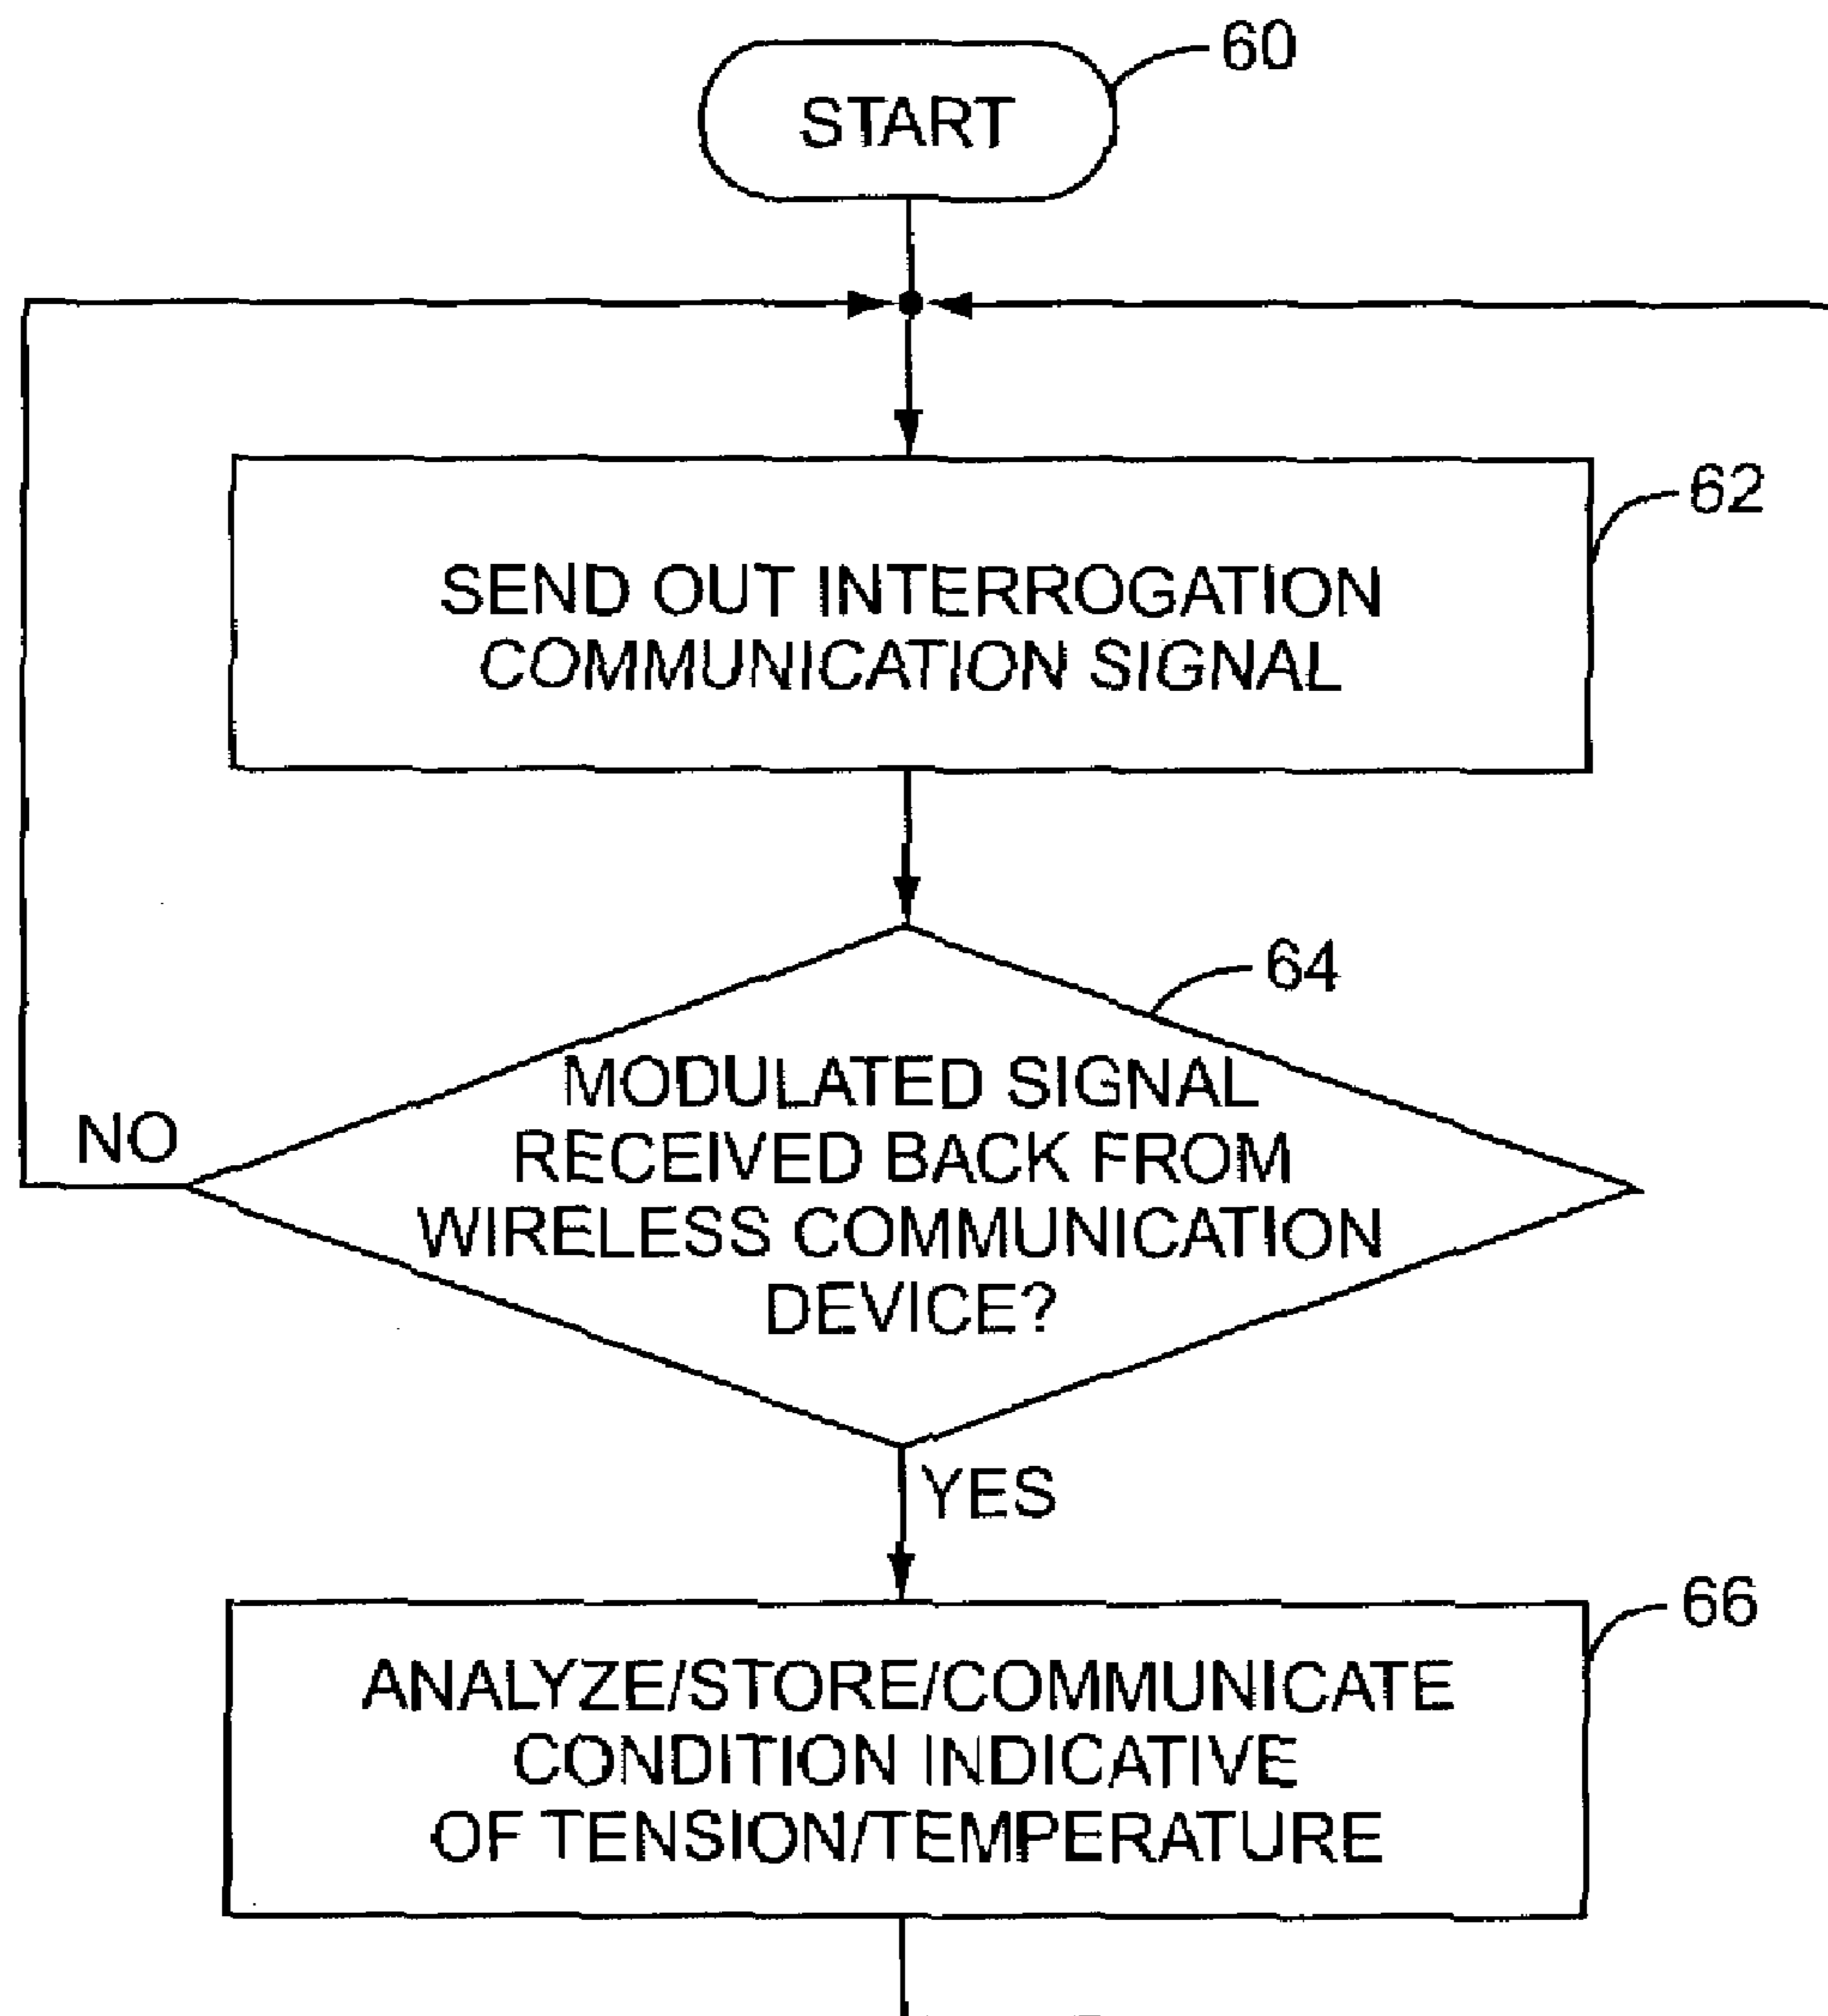 60
START
62
SEND OUT INTERROGATION
COMMUNICATION SIGNAL
64
MODULATED SIGNAL
RECEIVED BACK FROM
WIRELESS COMMUNICATION
DEVICE?
NO
YES
66
ANALYZE/STORE/COMMUNICATE
CONDITION INDICATIVE
OF TENSION/TEMPERATURE